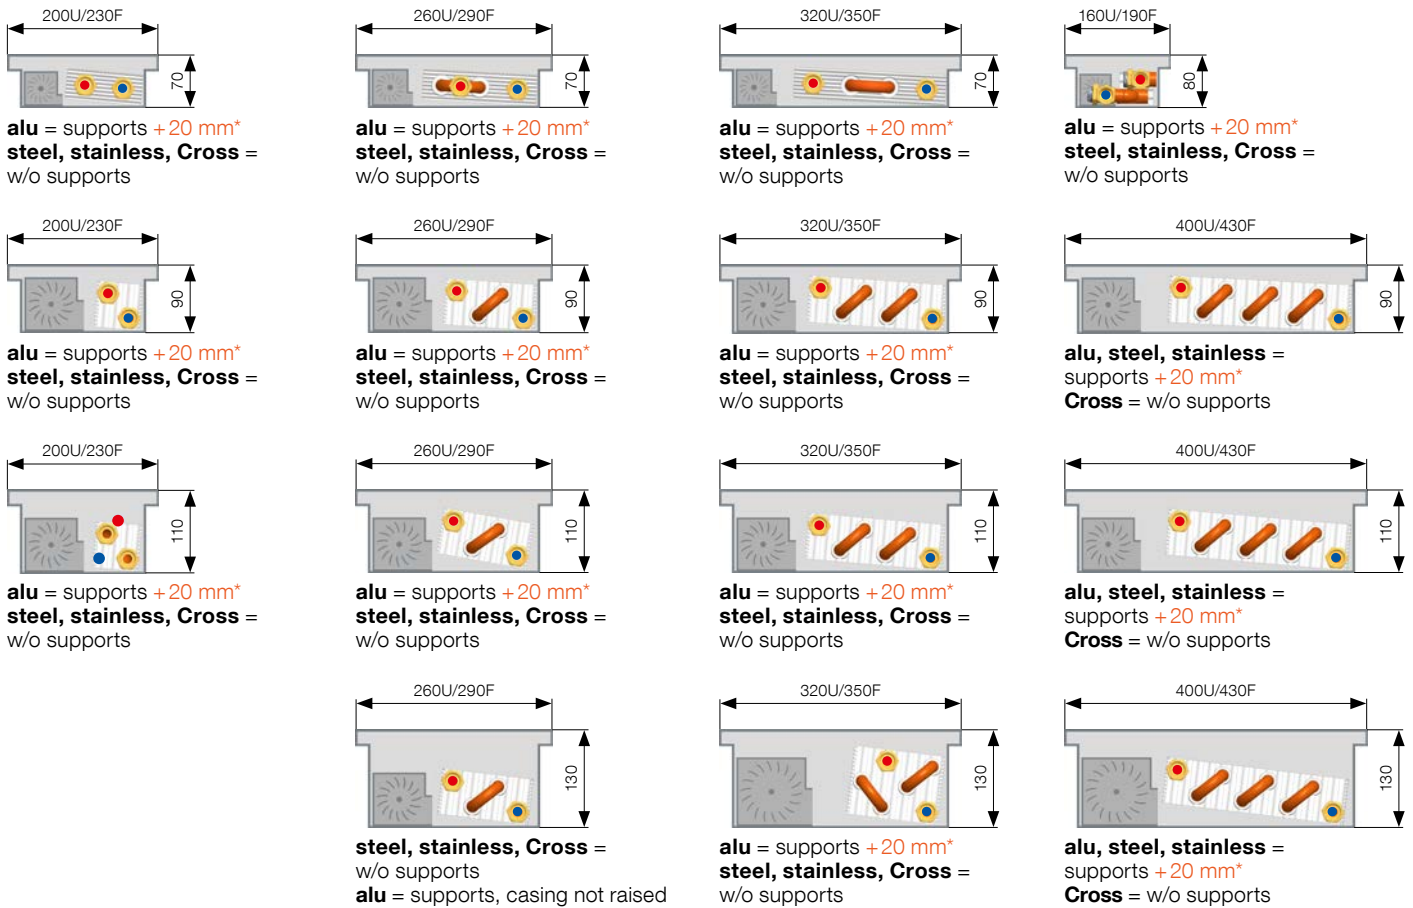 200U/230F
70
alu = supports +20 mm*
steel, stainless, Cross =
w/o supports
260U/290F
70
alu = supports +20 mm*
steel, stainless, Cross =
w/o supports
320U/350F
70
alu = supports +20 mm*
steel, stainless, Cross =
w/o supports
160U/190F
80
alu = supports +20 mm*
steel, stainless, Cross =
w/o supports
200U/230F
90
alu = supports +20 mm*
steel, stainless, Cross =
w/o supports
260U/290F
90
alu = supports +20 mm*
steel, stainless, Cross =
w/o supports
320U/350F
90
alu = supports +20 mm*
steel, stainless, Cross =
w/o supports
400U/430F
90
alu, steel, stainless =
supports +20 mm*
Cross = w/o supports
200U/230F
110
alu = supports +20 mm*
steel, stainless, Cross =
w/o supports
260U/290F
110
alu = supports +20 mm*
steel, stainless, Cross =
w/o supports
320U/350F
110
alu = supports +20 mm*
steel, stainless, Cross =
w/o supports
400U/430F
110
alu, steel, stainless =
supports +20 mm*
Cross = w/o supports
260U/290F
130
steel, stainless, Cross =
w/o supports
alu = supports, casing not raised
320U/350F
130
alu = supports +20 mm*
steel, stainless, Cross =
w/o supports
400U/430F
130
alu, steel, stainless =
supports +20 mm*
Cross = w/o supports